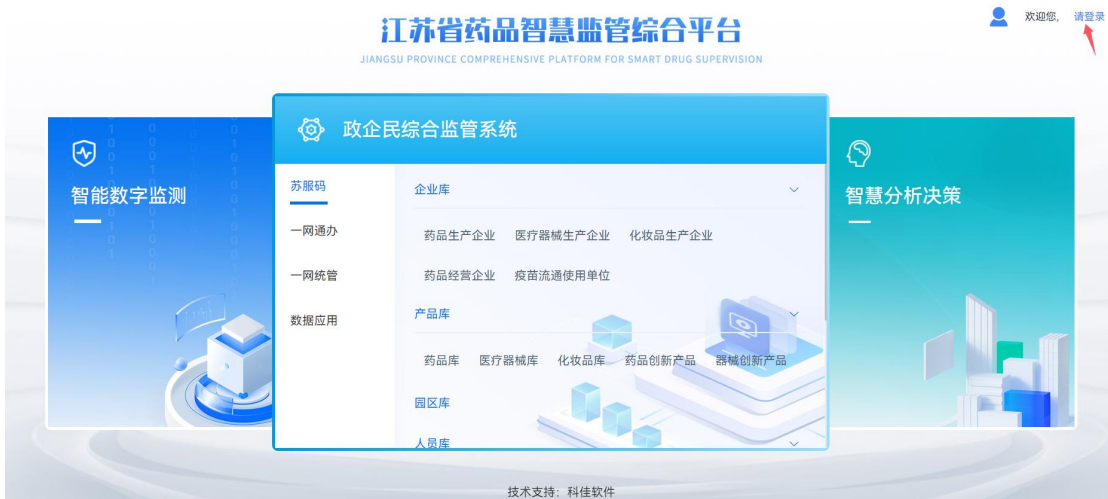 江苏省药品智慧监管综合平台
欢迎您, 请登录
JIANGSU PROVINCE COMPREHENSIVE PLATFORM FOR SMART DRUG SUPERVISION
政企民综合监管系统
智能数字监测
智慧分析决策
苏服码
企业库
一网通办
药品生产企业 医疗器械生产企业 化妆品生产企业
一网统管
药品经营企业 疫苗流通使用单位
数据应用
产品库
药品库 医疗器械库 化妆品库 药品创新产品 器械创新产品
园区库
人员库
技术支持：科佳软件